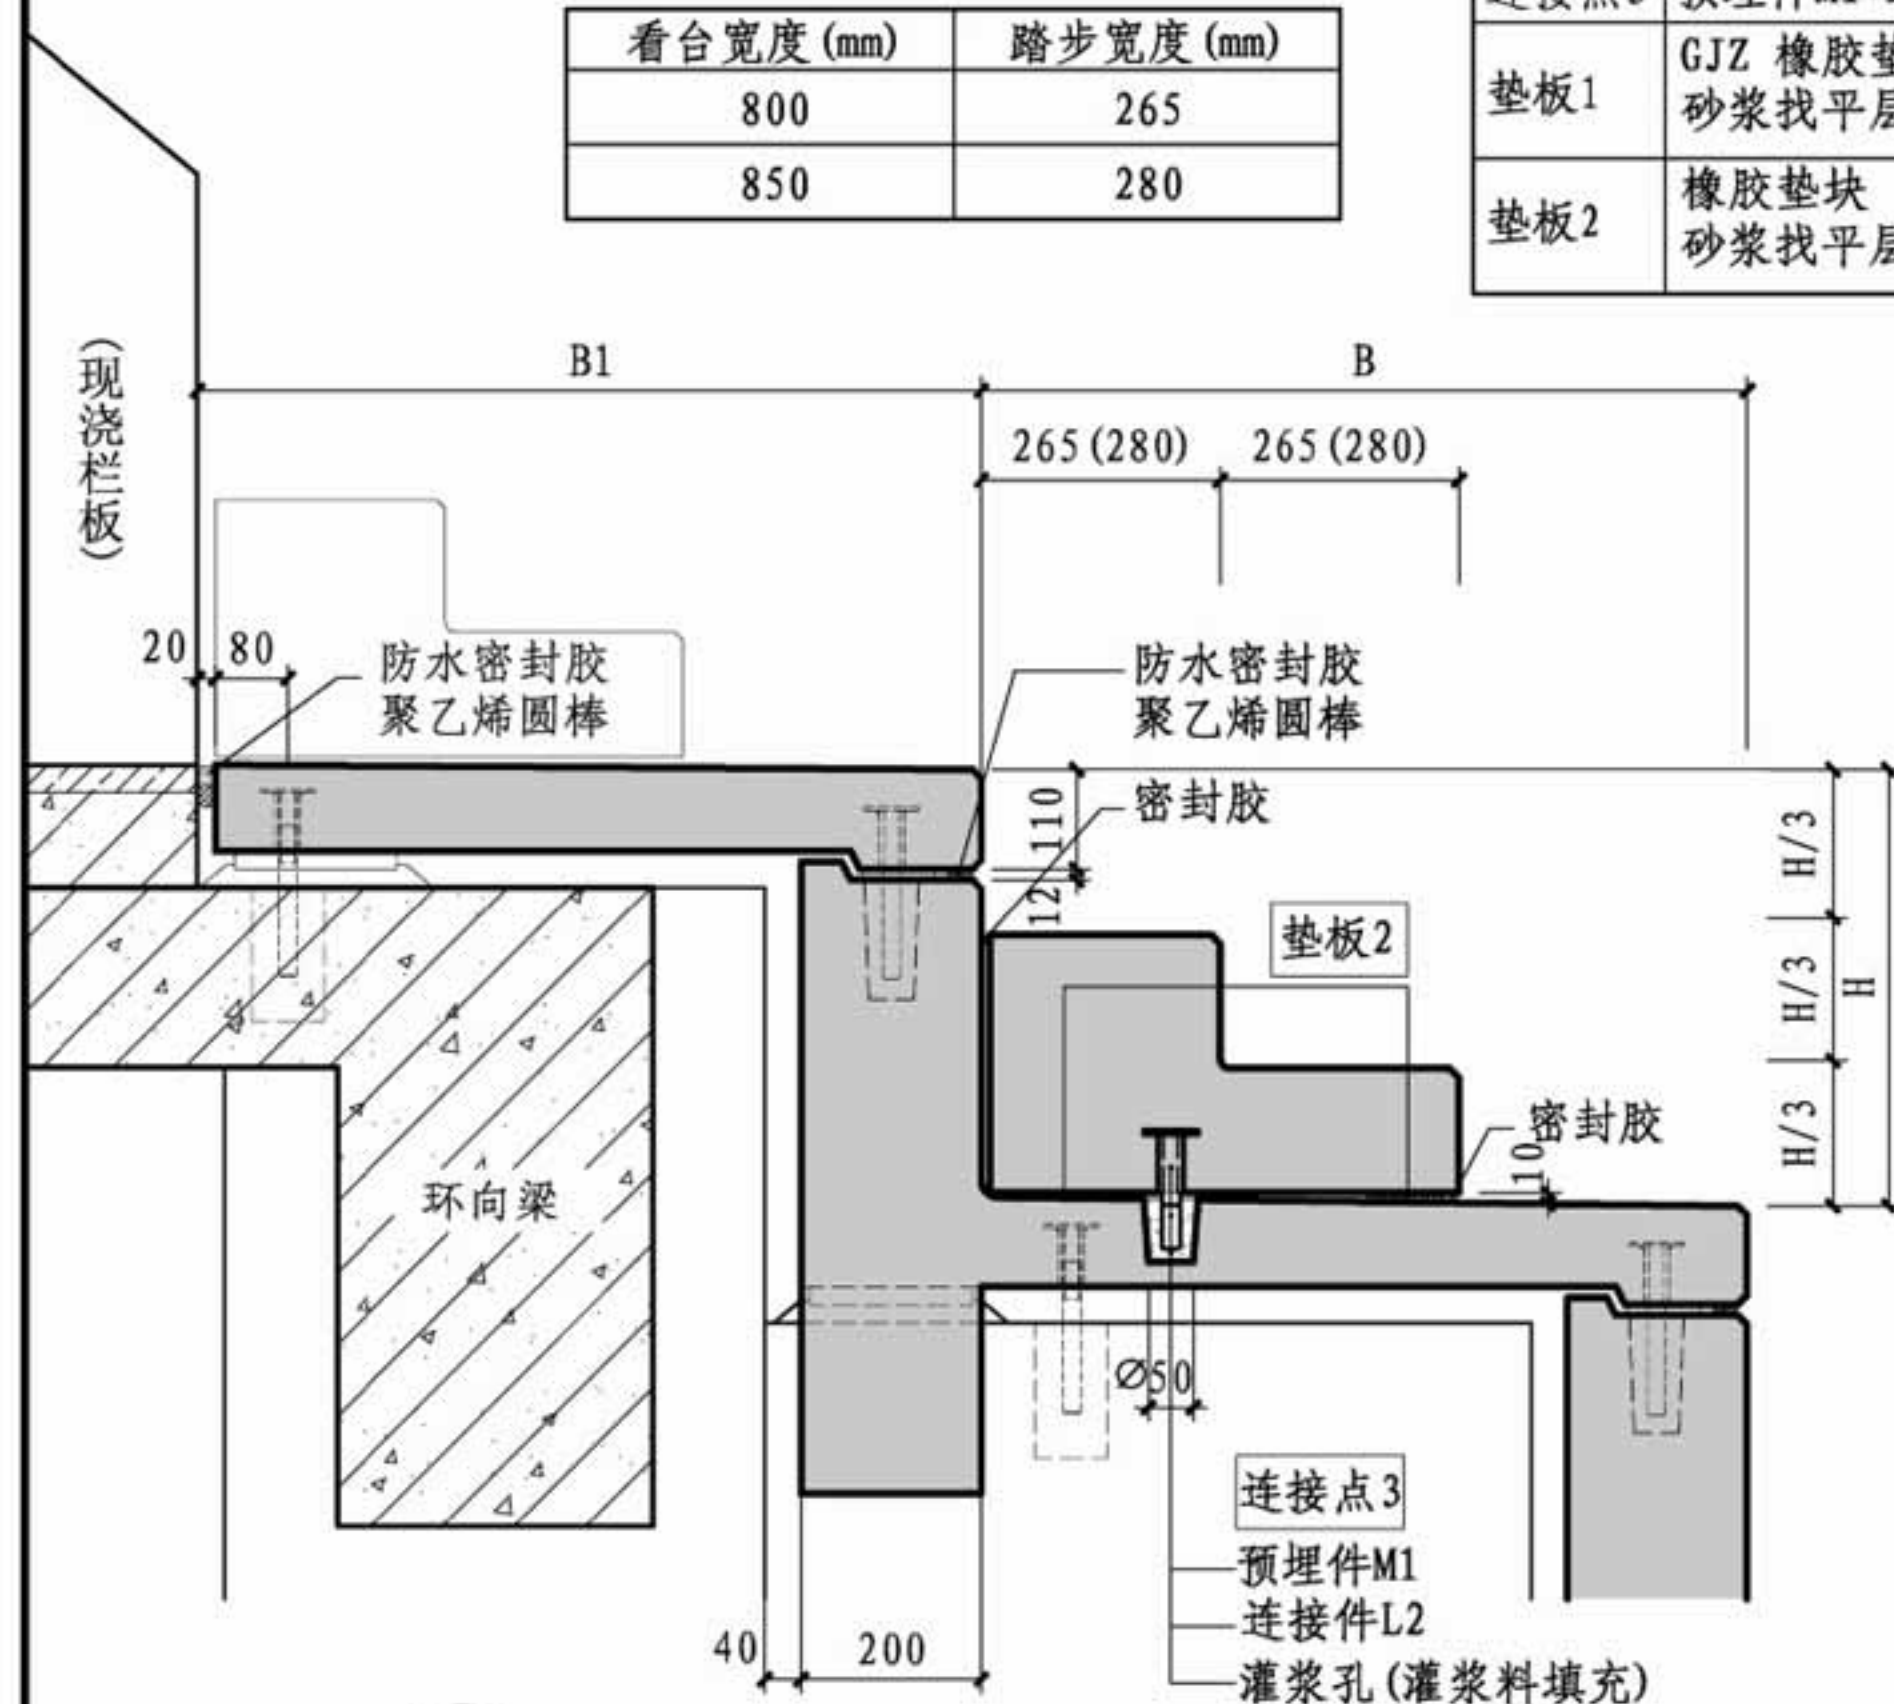 看台宽度(mm) 踏步宽度(mm)
800 265
850 280
垫板1
GJZ 橡胶垫
砂浆找平层
垫板2
橡胶垫块
砂浆找平层
(现浇栏板)
B1
B
265(280) 265(280)
20 80
防水密封胶
聚乙烯圆棒
防水密封胶
聚乙烯圆棒
密封胶
110
12
垫板2
H/3
H/3
H/3
H
密封胶
10
环向梁
Ø50
连接点3
预埋件M1
连接件L2
灌浆孔(灌浆料填充)
40 200